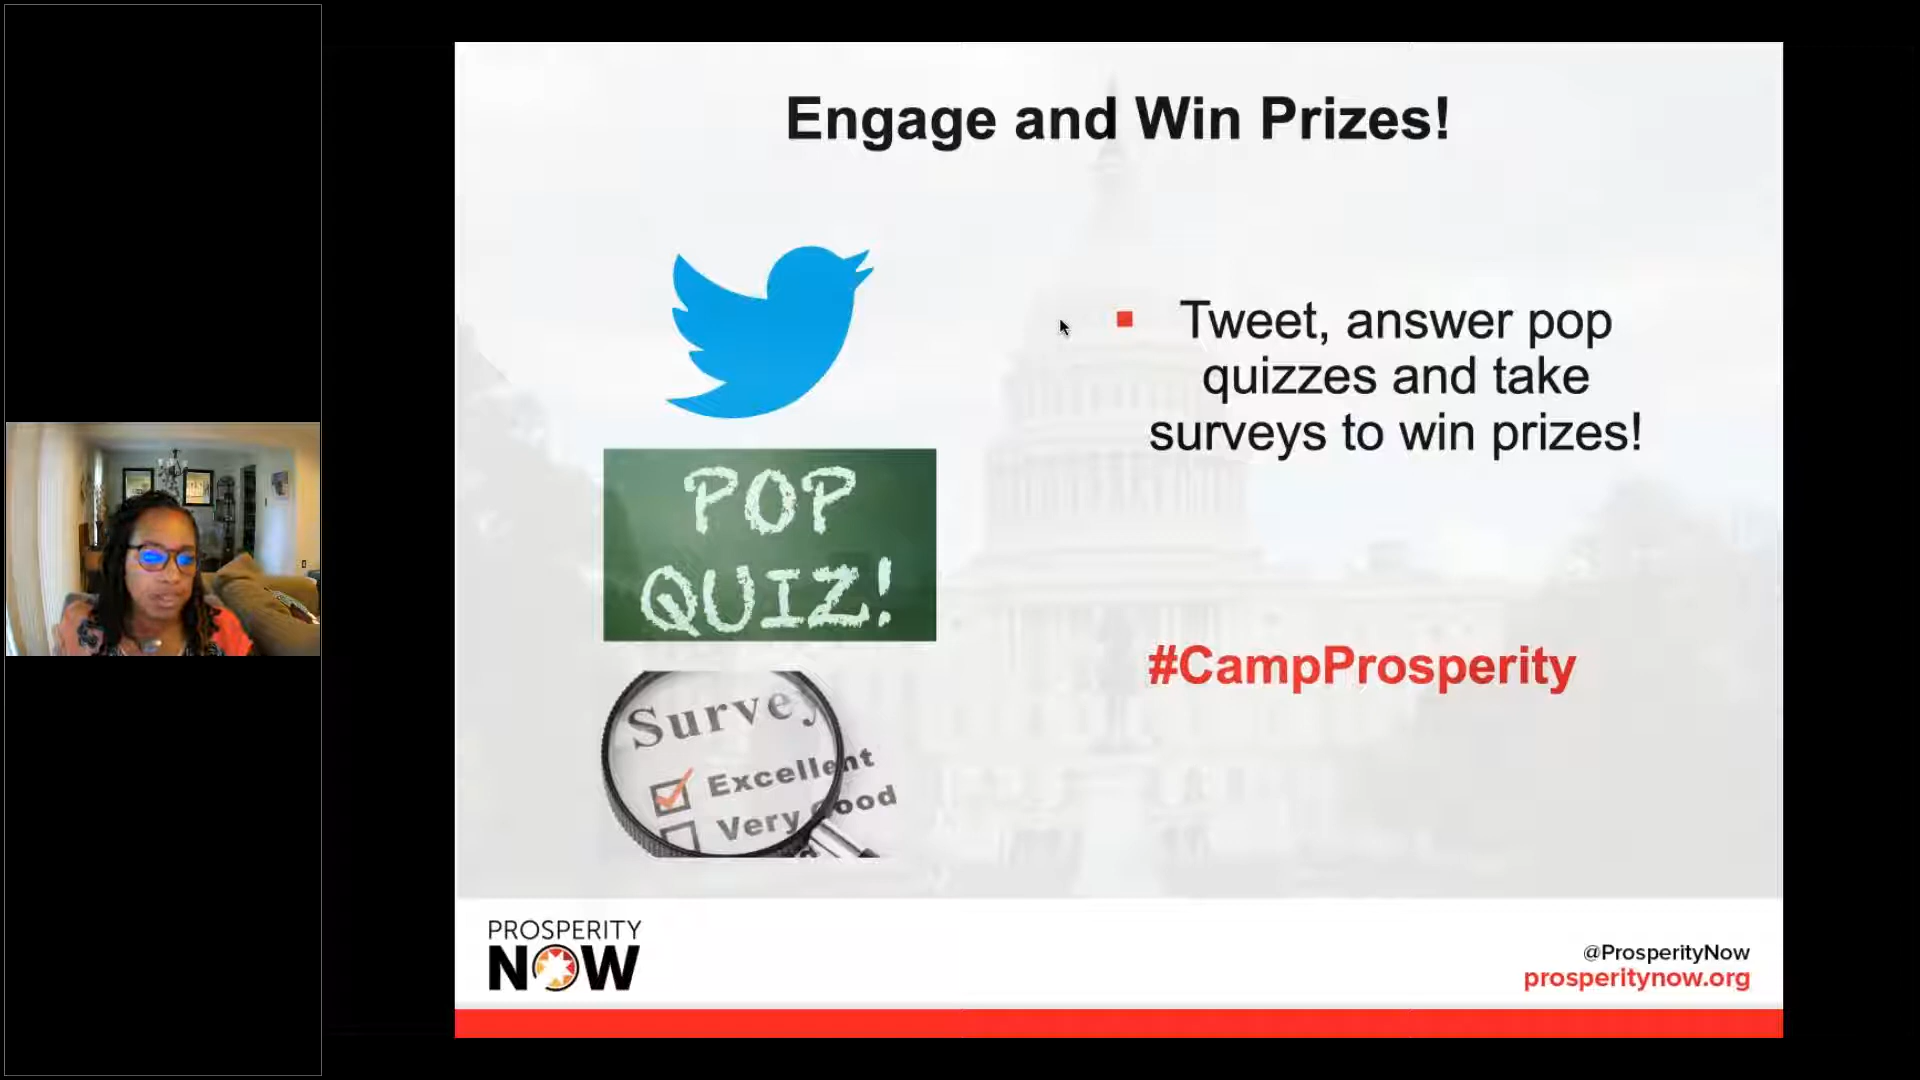 Engage and Win Prizes!
Tweet, answer pop
quizzes and take
surveys to win prizes!
POP
QUIZ!
#CampProsperity
Survey
Excellent
Very Good
PROSPERITY
NOW
@ProsperityNow
prosperitynow.org